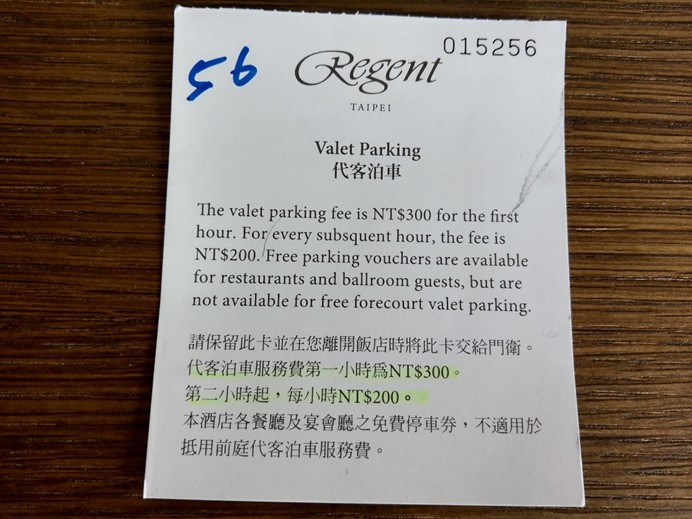 015256
56
Regent
TAIPEI
Valet Parking
代客泊車
The valet parking fee is NT$300 for the first
hour. For every subsquent hour, the fee is
NT$200. Free parking vouchers are available
for restaurants and ballroom guests, but are
not available for free forecourt valet parking.
請保留此卡並在您離開飯店時將此卡交給門衛。
代客泊車服務費第一小時爲NT$300。
第二小時起，每小時NT$200。
本酒店各餐廳及宴會廳之免費停車券，不適用於
抵用前庭代客泊車服務費。